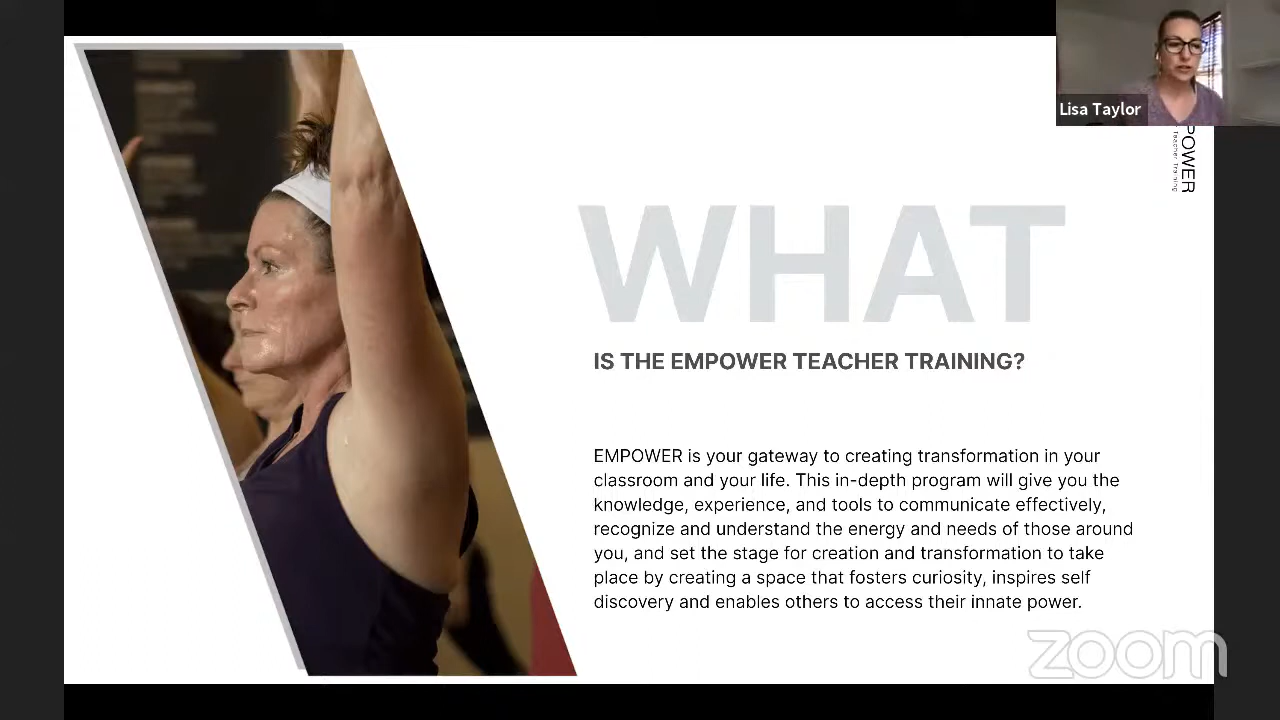 Lisa Taylor
POWER
Teacher Training
WHAT
IS THE EMPOWER TEACHER TRAINING?
EMPOWER is your gateway to creating transformation in your
classroom and your life. This in-depth program will give you the
knowledge, experience, and tools to communicate effectively,
recognize and understand the energy and needs of those around
you, and set the stage for creation and transformation to take
place by creating a space that fosters curiosity, inspires self
discovery and enables others to access their innate power.
zoom